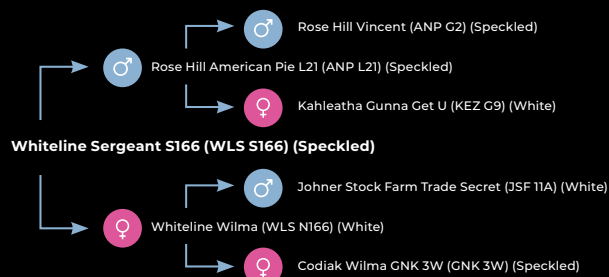 Rose Hill Vincent (ANP G2) (Speckled)
Rose Hill American Pie L21 (ANP L21) (Speckled)
Kahleatha Gunna Get U (KEZ G9) (White)
Whiteline Sergeant S166 (WLS S166) (Speckled)
Johner Stock Farm Trade Secret (JSF 11A) (White)
Whiteline Wilma (WLS N166) (White)
Codiak Wilma GNK 3W (GNK 3W) (Speckled)